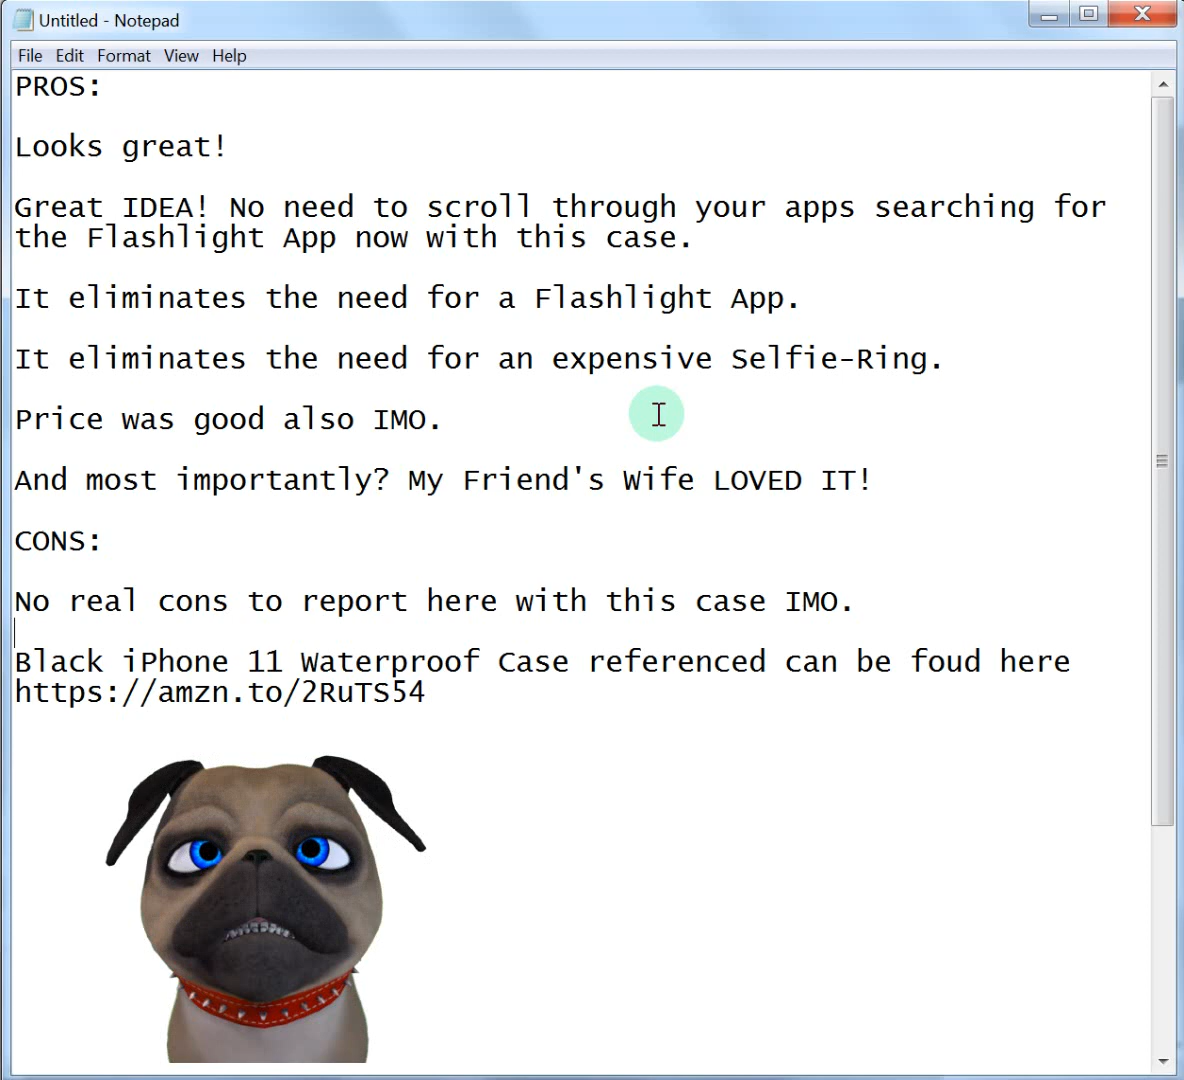 Untitled - Notepad
File Edit Format View Help
PROS:
Looks great!
Great IDEA! No need to scroll through your apps searching for
the Flashlight App now with this case.
It eliminates the need for a Flashlight App.
It eliminates the need for an expensive Selfie-Ring.
Price was good also IMO.
And most importantly? My Friend's Wife LOVED IT!
CONS:
No real cons to report here with this case IMO.
Black iPhone 11 Waterproof Case referenced can be foud here
https://amzn.to/2RuTS54